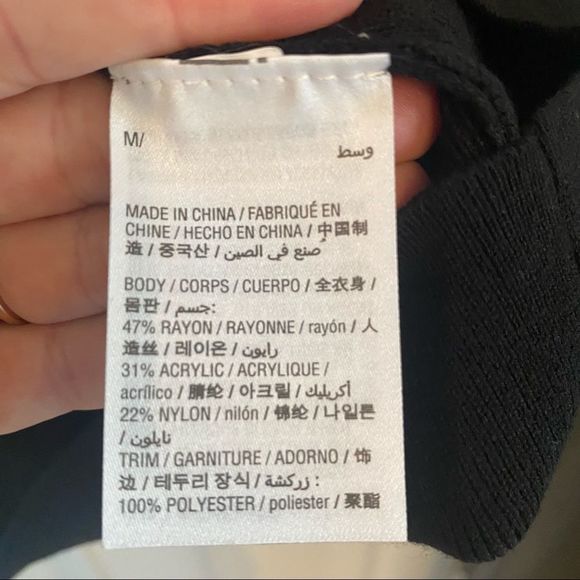 M/
وسط
MADE IN CHINA / FABRIQUÉ EN
CHINE / HECHO EN CHINA / 中国制
造 / 중국산 / صنع في الصين /
BODY / CORPS / CUERPO / 全衣身 /
몸판 / جسم:
47% RAYON / RAYONNE / rayón / 人
造丝 / 레이온 / رايون
31% ACRYLIC / ACRYLIQUE /
acrílico / 腈纶 / 아크릴 / أكريليك
22% NYLON / nilón / 锦纶 / 나일론
/ نايلون
TRIM / GARNITURE / ADORNO / 饰
边 / 테두리 장식 / زركشة :
100% POLYESTER / poliester / 聚酯